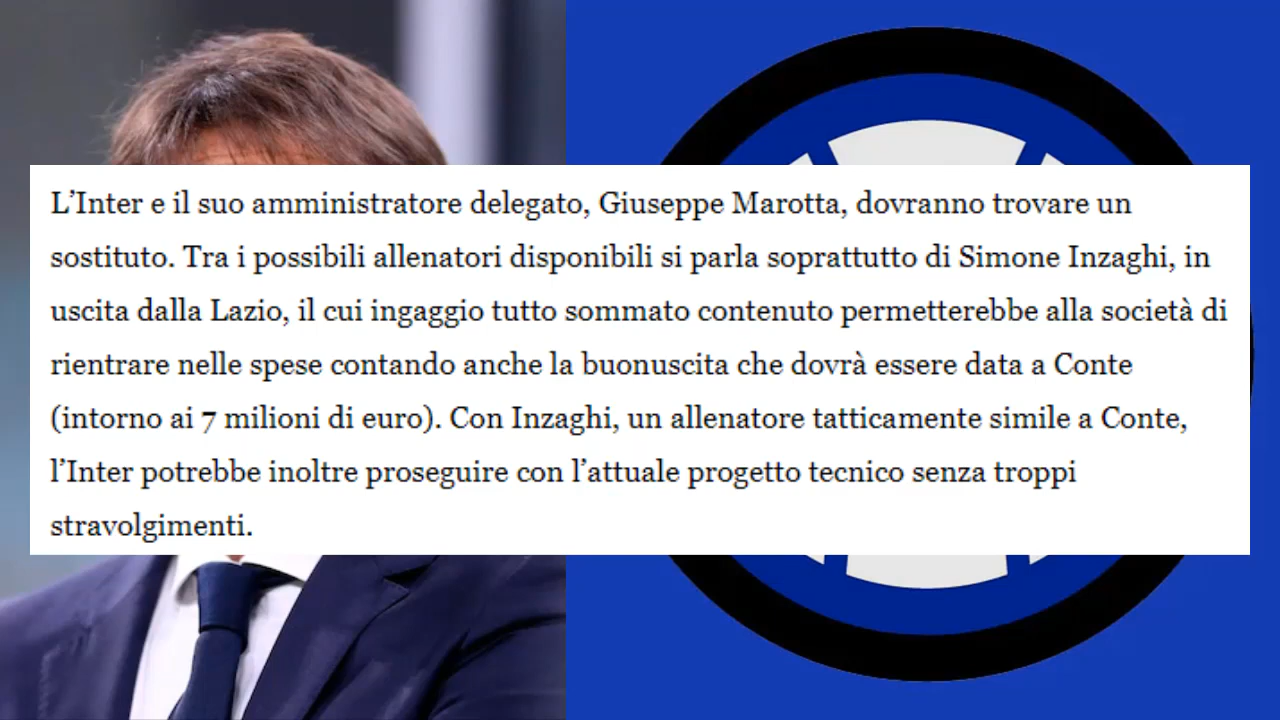 L’Inter e il suo amministratore delegato, Giuseppe Marotta, dovranno trovare un
sostituto. Tra i possibili allenatori disponibili si parla soprattutto di Simone Inzaghi, in
uscita dalla Lazio, il cui ingaggio tutto sommato contenuto permetterebbe alla società di
rientrare nelle spese contando anche la buonuscita che dovrà essere data a Conte
(intorno ai 7 milioni di euro). Con Inzaghi, un allenatore tatticamente simile a Conte,
l’Inter potrebbe inoltre proseguire con l’attuale progetto tecnico senza troppi
stravolgimenti.